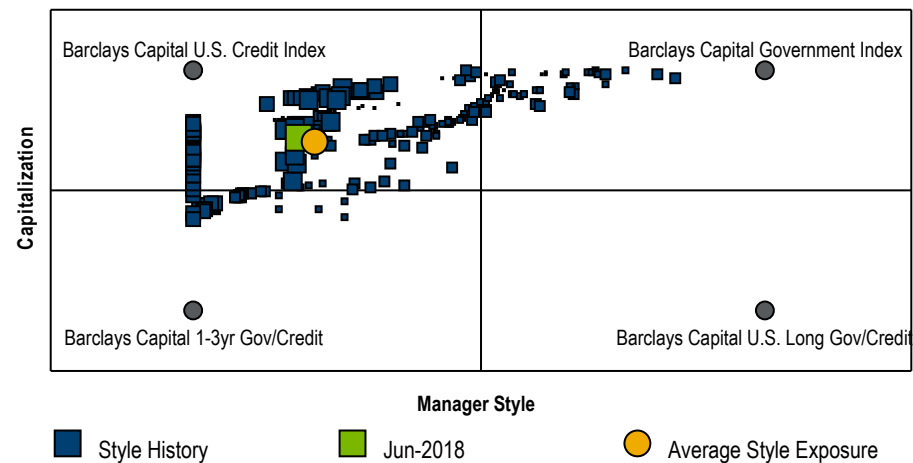 Barclays Capital U.S. Credit Index
Barclays Capital Government Index
Capitalization
Barclays Capital 1-3yr Gov/Credit
Barclays Capital U.S. Long Gov/Credit
Manager Style
Style History
Jun-2018
Average Style Exposure